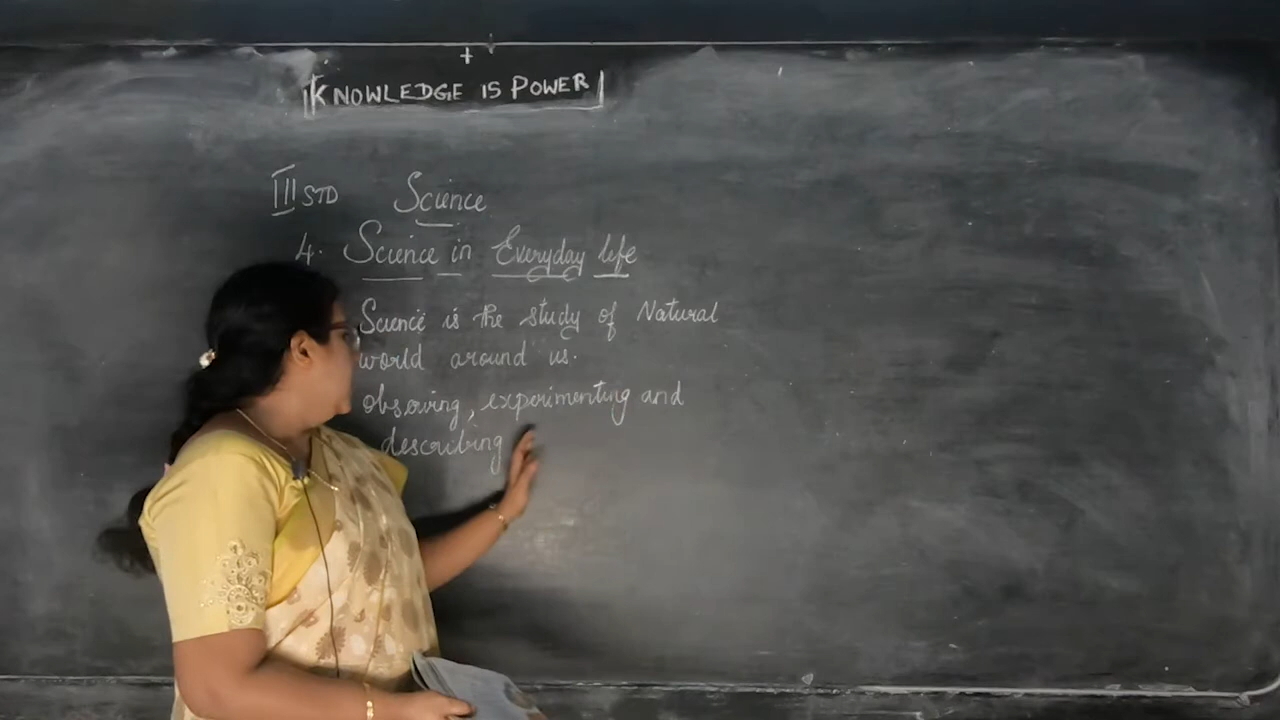 KNOWLEDGE IS POWER
III STD Science
4. Science in Everyday life
Science is the study of Natural
world around us.
observing, experimenting and
describing